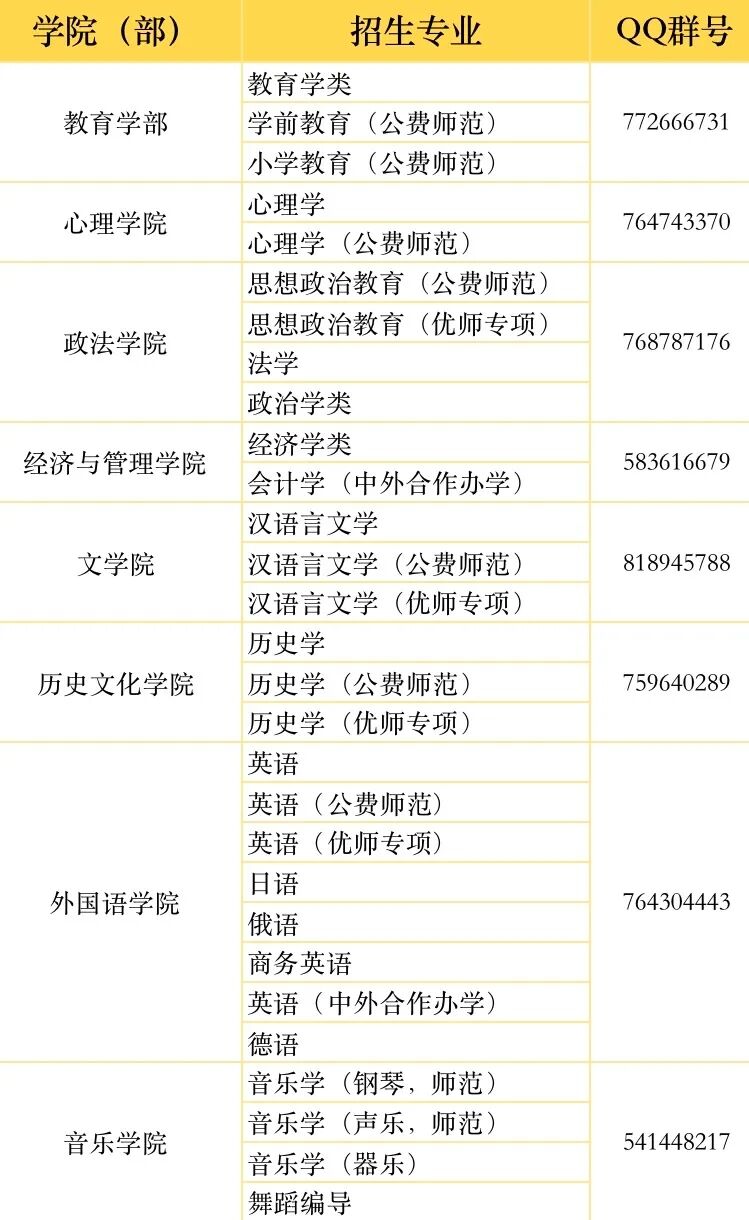 学院（部） 招生专业 QQ群号
教育学类
教育学部 学前教育（公费师范） 772666731
小学教育（公费师范）
心理学院 心理学 764743370
心理学（公费师范）
思想政治教育（公费师范）
政法学院 思想政治教育（优师专项） 768787176
法学
政治学类
经济与管理学院 经济学类 583616679
会计学（中外合作办学）
汉语言文学
文学院 汉语言文学（公费师范） 818945788
汉语言文学（优师专项）
历史学
历史文化学院 历史学（公费师范） 759640289
历史学（优师专项）
英语
英语（公费师范）
英语（优师专项）
日语
外国语学院 俄语 764304443
商务英语
英语（中外合作办学）
德语
音乐学（钢琴，师范）
音乐学院 音乐学（声乐，师范） 541448217
音乐学（器乐）
舞蹈编导